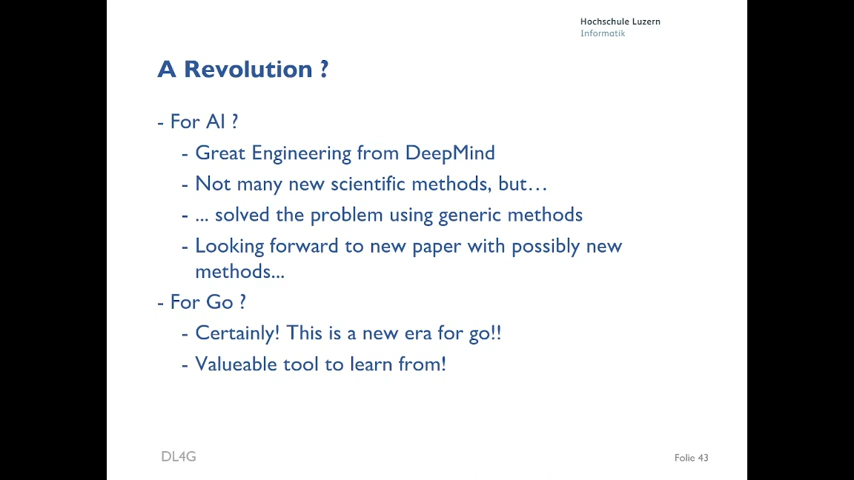 Hochschule Luzern
Informatik
A Revolution ?
- For AI ?
- Great Engineering from DeepMind
- Not many new scientific methods, but…
- ... solved the problem using generic methods
- Looking forward to new paper with possibly new
methods...
- For Go ?
- Certainly! This is a new era for go!!
- Valueable tool to learn from!
DL4G
Folie 43